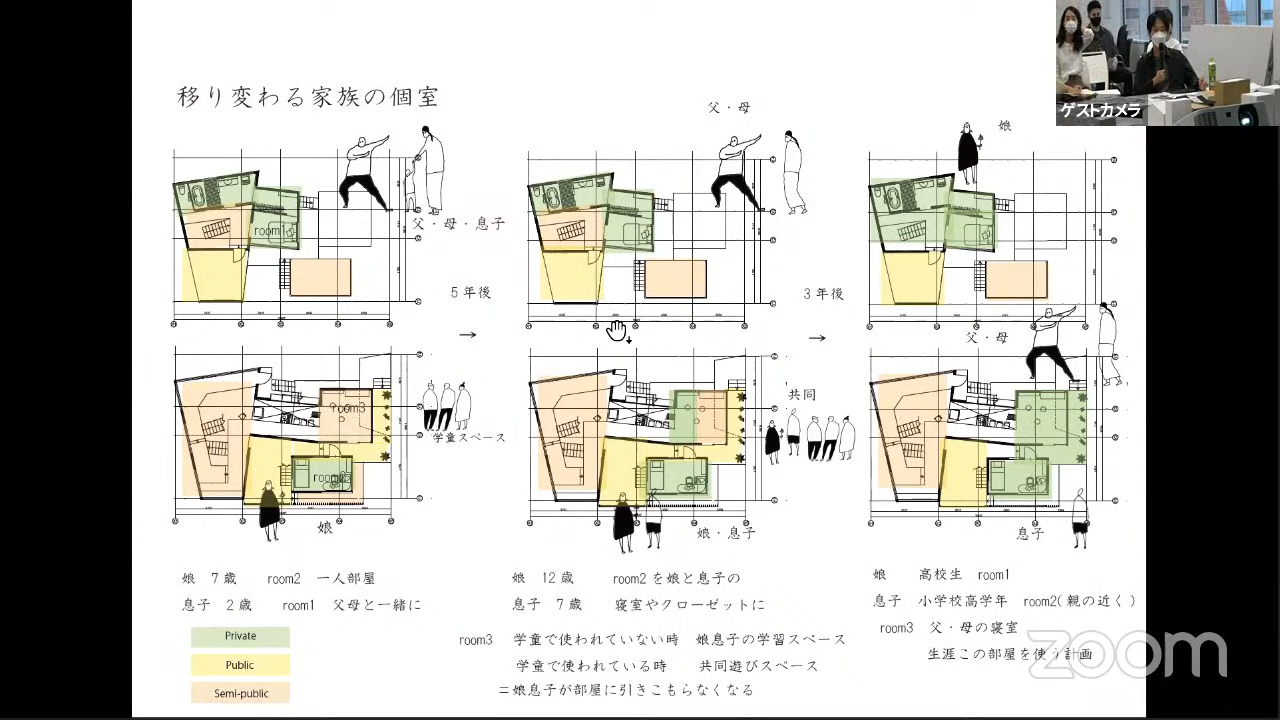 移り変わる家族の個室
ゲストカメラ
父・母・息子
room1
5年後
→
room3
学童スペース
room2
娘
父・母
3年後
→
共同
娘・息子
娘
父・母
息子
娘 7歳 room2 一人部屋
息子 2歳 room1 父母と一緒に
Private
Public
Semi-public
娘 12歳 room2を娘と息子の
息子 7歳 寝室やクローゼットに
room3 学童で使われていない時 娘息子の学習スペース
学童で使われている時 共同遊びスペース
＝娘息子が部屋に引きこもらなくなる
娘 高校生 room1
息子 小学校高学年 room2(親の近く)
room3 父・母の寝室
生涯この部屋を使う計画
zoom